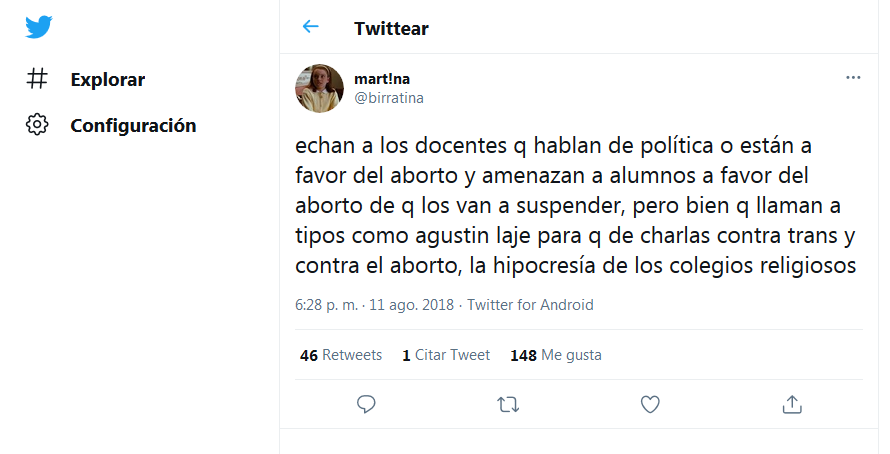 Twittear
Explorar
Configuración
mart!na
@birratina
echan a los docentes q hablan de política o están a
favor del aborto y amenazan a alumnos a favor del
aborto de q los van a suspender, pero bien q llaman a
tipos como agustin laje para q de charlas contra trans y
contra el aborto, la hipocresía de los colegios religiosos
6:28 p. m. · 11 ago. 2018 · Twitter for Android
46 Retweets 1 Citar Tweet 148 Me gusta